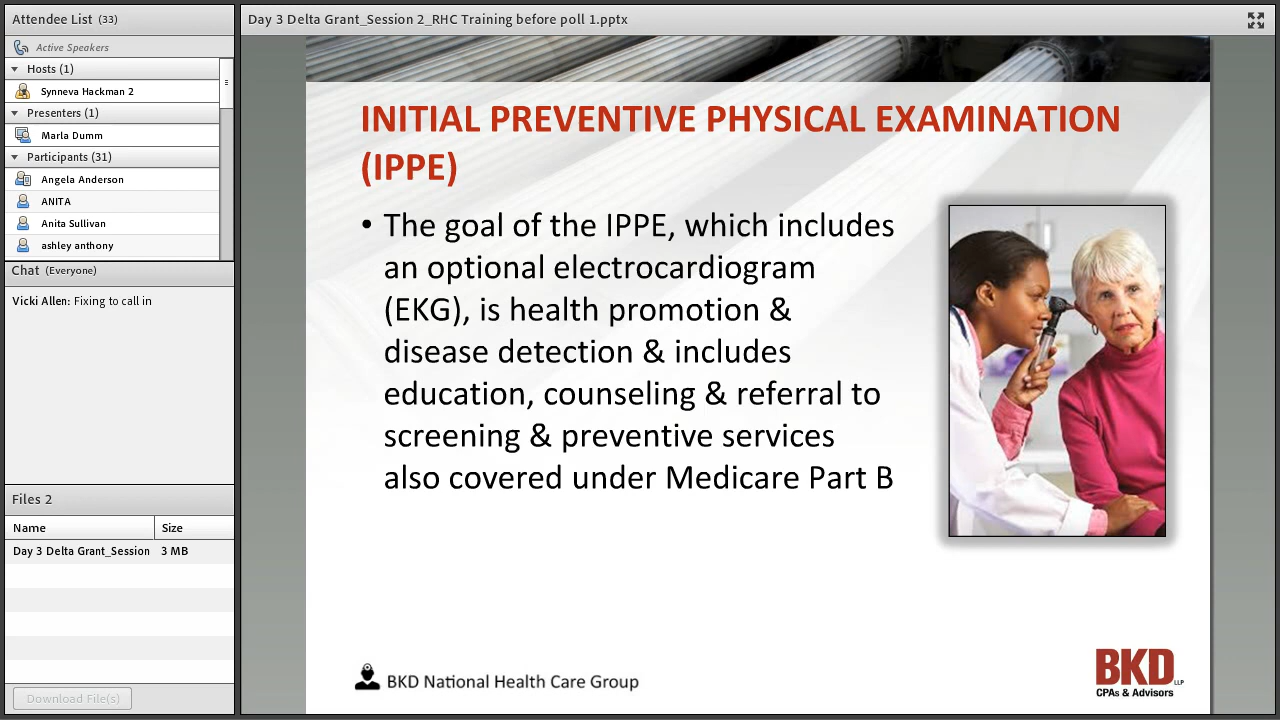 Attendee List (33)
Active Speakers
Hosts (1)
Synneva Hackman 2
Presenters (1)
Marla Dumm
Participants (31)
Angela Anderson
ANITA
Anita Sullivan
ashley anthony
Chat (Everyone)
Vicki Allen: Fixing to call in
Files 2
Name Size
Day 3 Delta Grant_Session 3 MB
Download File(s)
Day 3 Delta Grant_Session 2_RHC Training before poll 1.pptx
INITIAL PREVENTIVE PHYSICAL EXAMINATION
(IPPE)
• The goal of the IPPE, which includes
an optional electrocardiogram
(EKG), is health promotion &
disease detection & includes
education, counseling & referral to
screening & preventive services
also covered under Medicare Part B
BKD National Health Care Group
BKD LLP
CPAs & Advisors